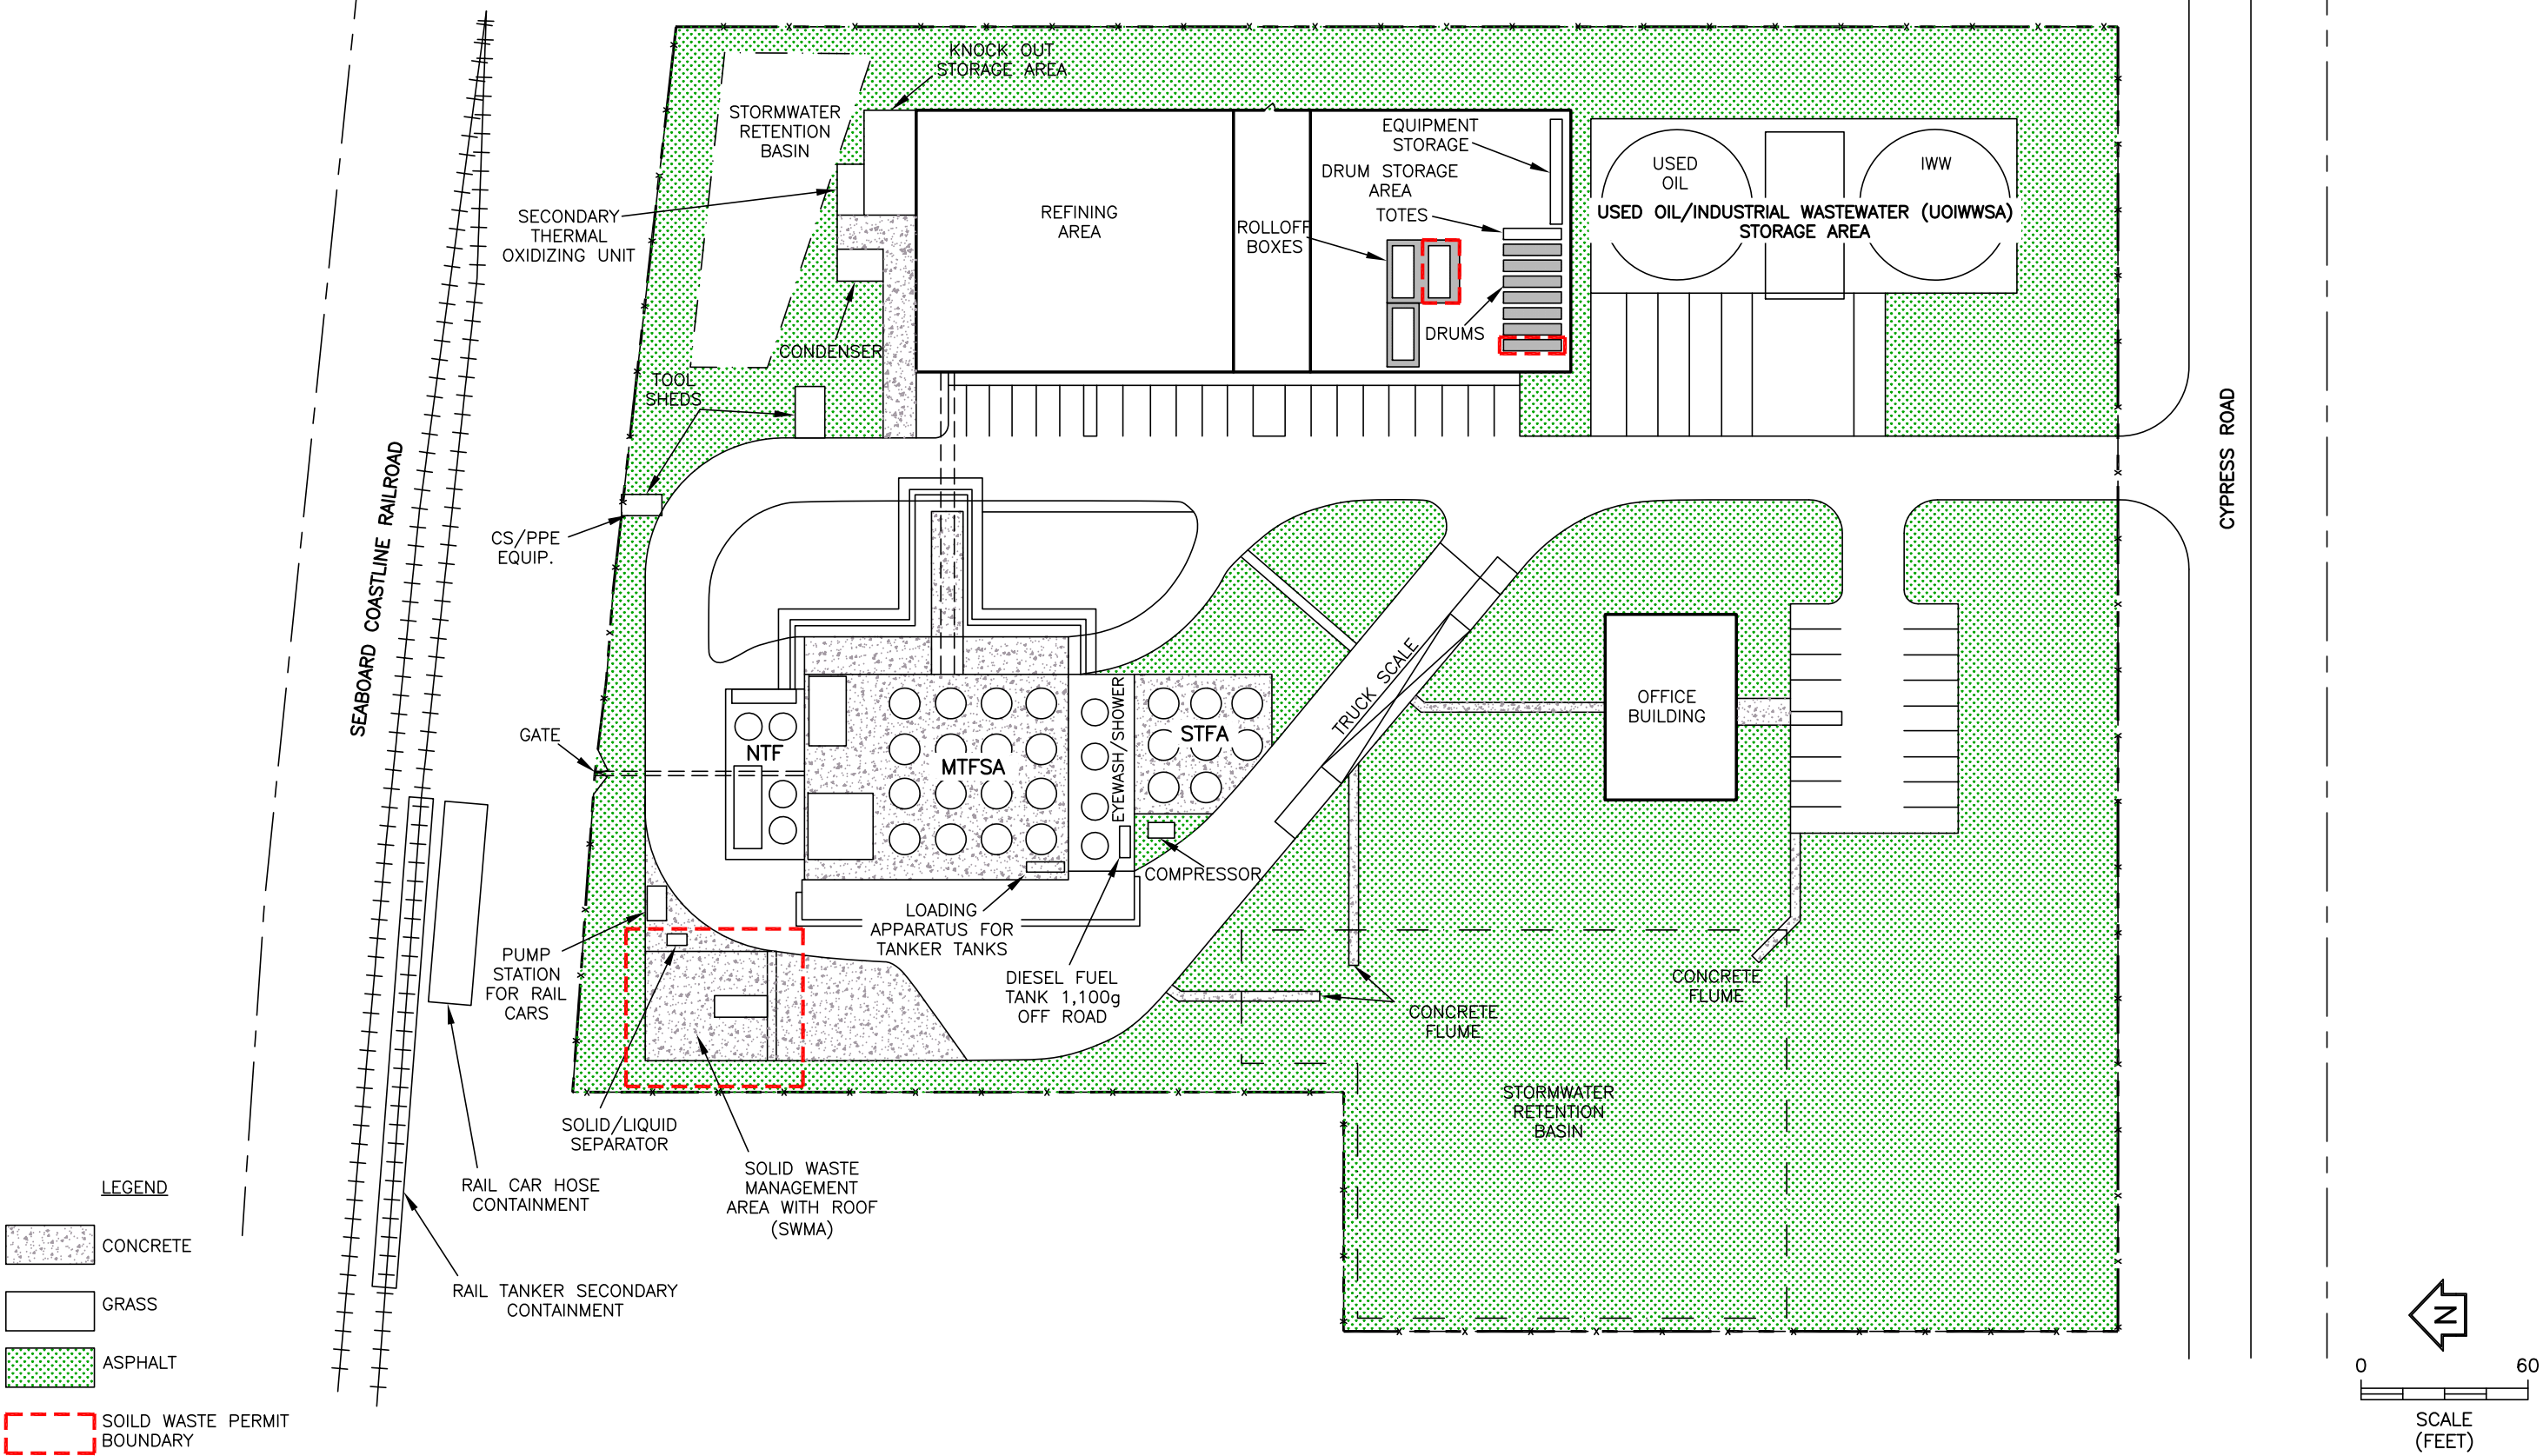 KNOCK OUT
STORAGE AREA
STORMWATER
RETENTION
BASIN
EQUIPMENT
STORAGE
DRUM STORAGE
AREA
TOTES
USED
OIL
IWW
USED OIL/INDUSTRIAL WASTEWATER (UOIWWSA)
STORAGE AREA
REFINING
AREA
ROLLOFF
BOXES
SECONDARY
THERMAL
OXIDIZING UNIT
DRUMS
CONDENSER
TOOL
SHEDS
CYPRESS ROAD
SEABOARD COASTLINE RAILROAD
CS/PPE
EQUIP.
TRUCK SCALE
OFFICE
BUILDING
EYEWASH/SHOWER
GATE
NTF
MTFSA
STFA
COMPRESSOR
LOADING
APPARATUS FOR
TANKER TANKS
PUMP
STATION
FOR RAIL
CARS
DIESEL FUEL
TANK 1,100g
OFF ROAD
CONCRETE
FLUME
CONCRETE
FLUME
STORMWATER
RETENTION
BASIN
SOLID/LIQUID
SEPARATOR
SOLID WASTE
MANAGEMENT
AREA WITH ROOF
(SWMA)
RAIL CAR HOSE
CONTAINMENT
RAIL TANKER SECONDARY
CONTAINMENT
LEGEND
CONCRETE
GRASS
ASPHALT
SOILD WASTE PERMIT
BOUNDARY
N
0 60
SCALE
(FEET)